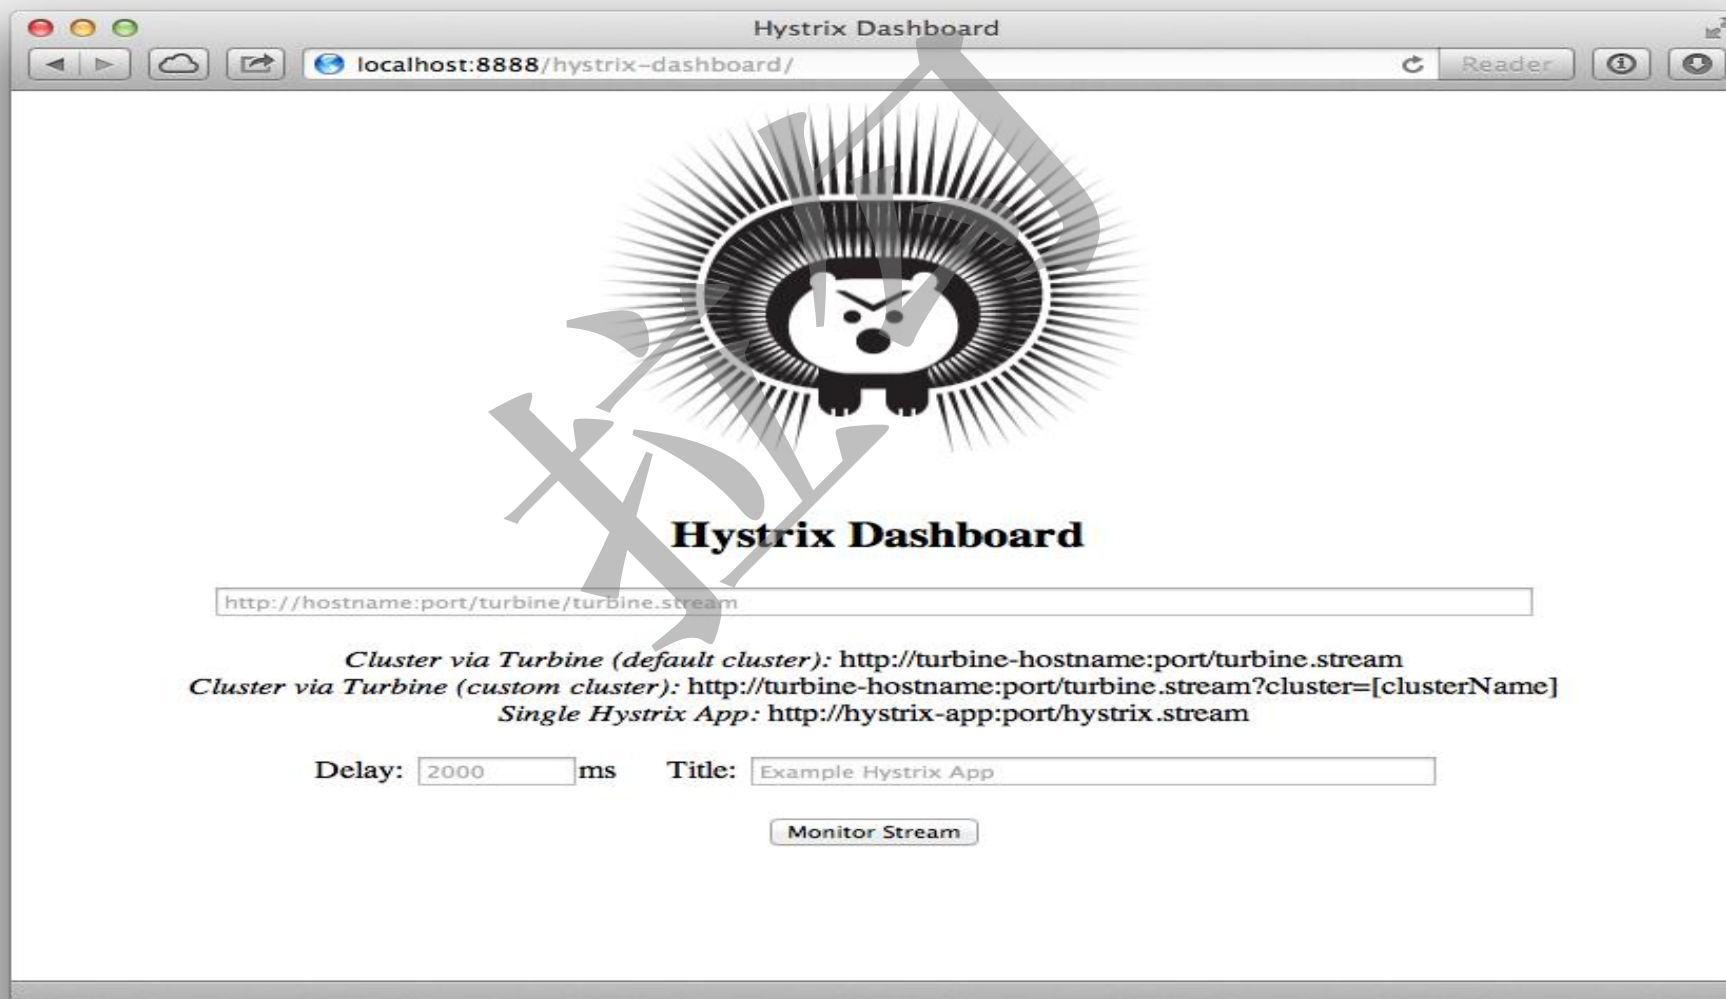 Hystrix Dashboard
localhost:8888/hystrix-dashboard/
Reader
拉勾
Hystrix Dashboard
http://hostname:port/turbine/turbine.stream
Cluster via Turbine (default cluster): http://turbine-hostname:port/turbine.stream
Cluster via Turbine (custom cluster): http://turbine-hostname:port/turbine.stream?cluster=[clusterName]
Single Hystrix App: http://hystrix-app:port/hystrix.stream
Delay: 2000 ms Title: Example Hystrix App
Monitor Stream